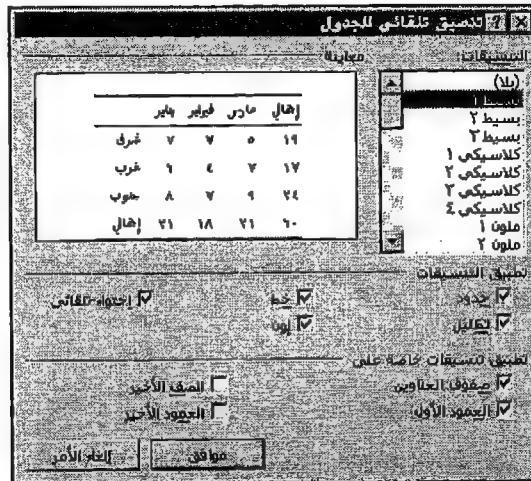 تنسيق تلقائي للجدول
التنسيقات:
(بلا)
بسيط ١
بسيط ٢
بسيط ٣
كلاسيكي ١
كلاسيكي ٢
كلاسيكي ٣
كلاسيكي ٤
ملون ١
ملون ٢
معاينة
إجمالي مارس فبراير يناير
١٩ ٥ ٧ ٧ شرق
١٧ ٧ ٤ ٦ غرب
٢٤ ٩ ٧ ٨ جنوب
٦٠ ٢١ ١٨ ٢١ إجمالي
تطبيق التنسيقات
حدود خط إحتواء تلقائي
تظليل لون
تطبيق تنسيقات خاصة على
صفوف العناوين الصف الأخير
العمود الأول العمود الأخير
موافق إلغاء الأمر